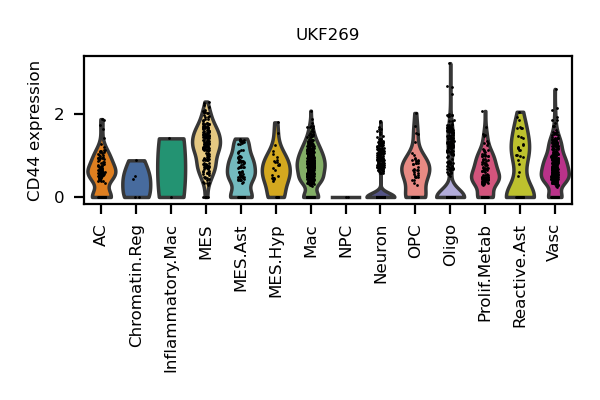 UKF269
CD44 expression
2
0
AC
Chromatin.Reg
Inflammatory.Mac
MES
MES.Ast
MES.Hyp
Mac
NPC
Neuron
OPC
Oligo
Prolif.Metab
Reactive.Ast
Vasc